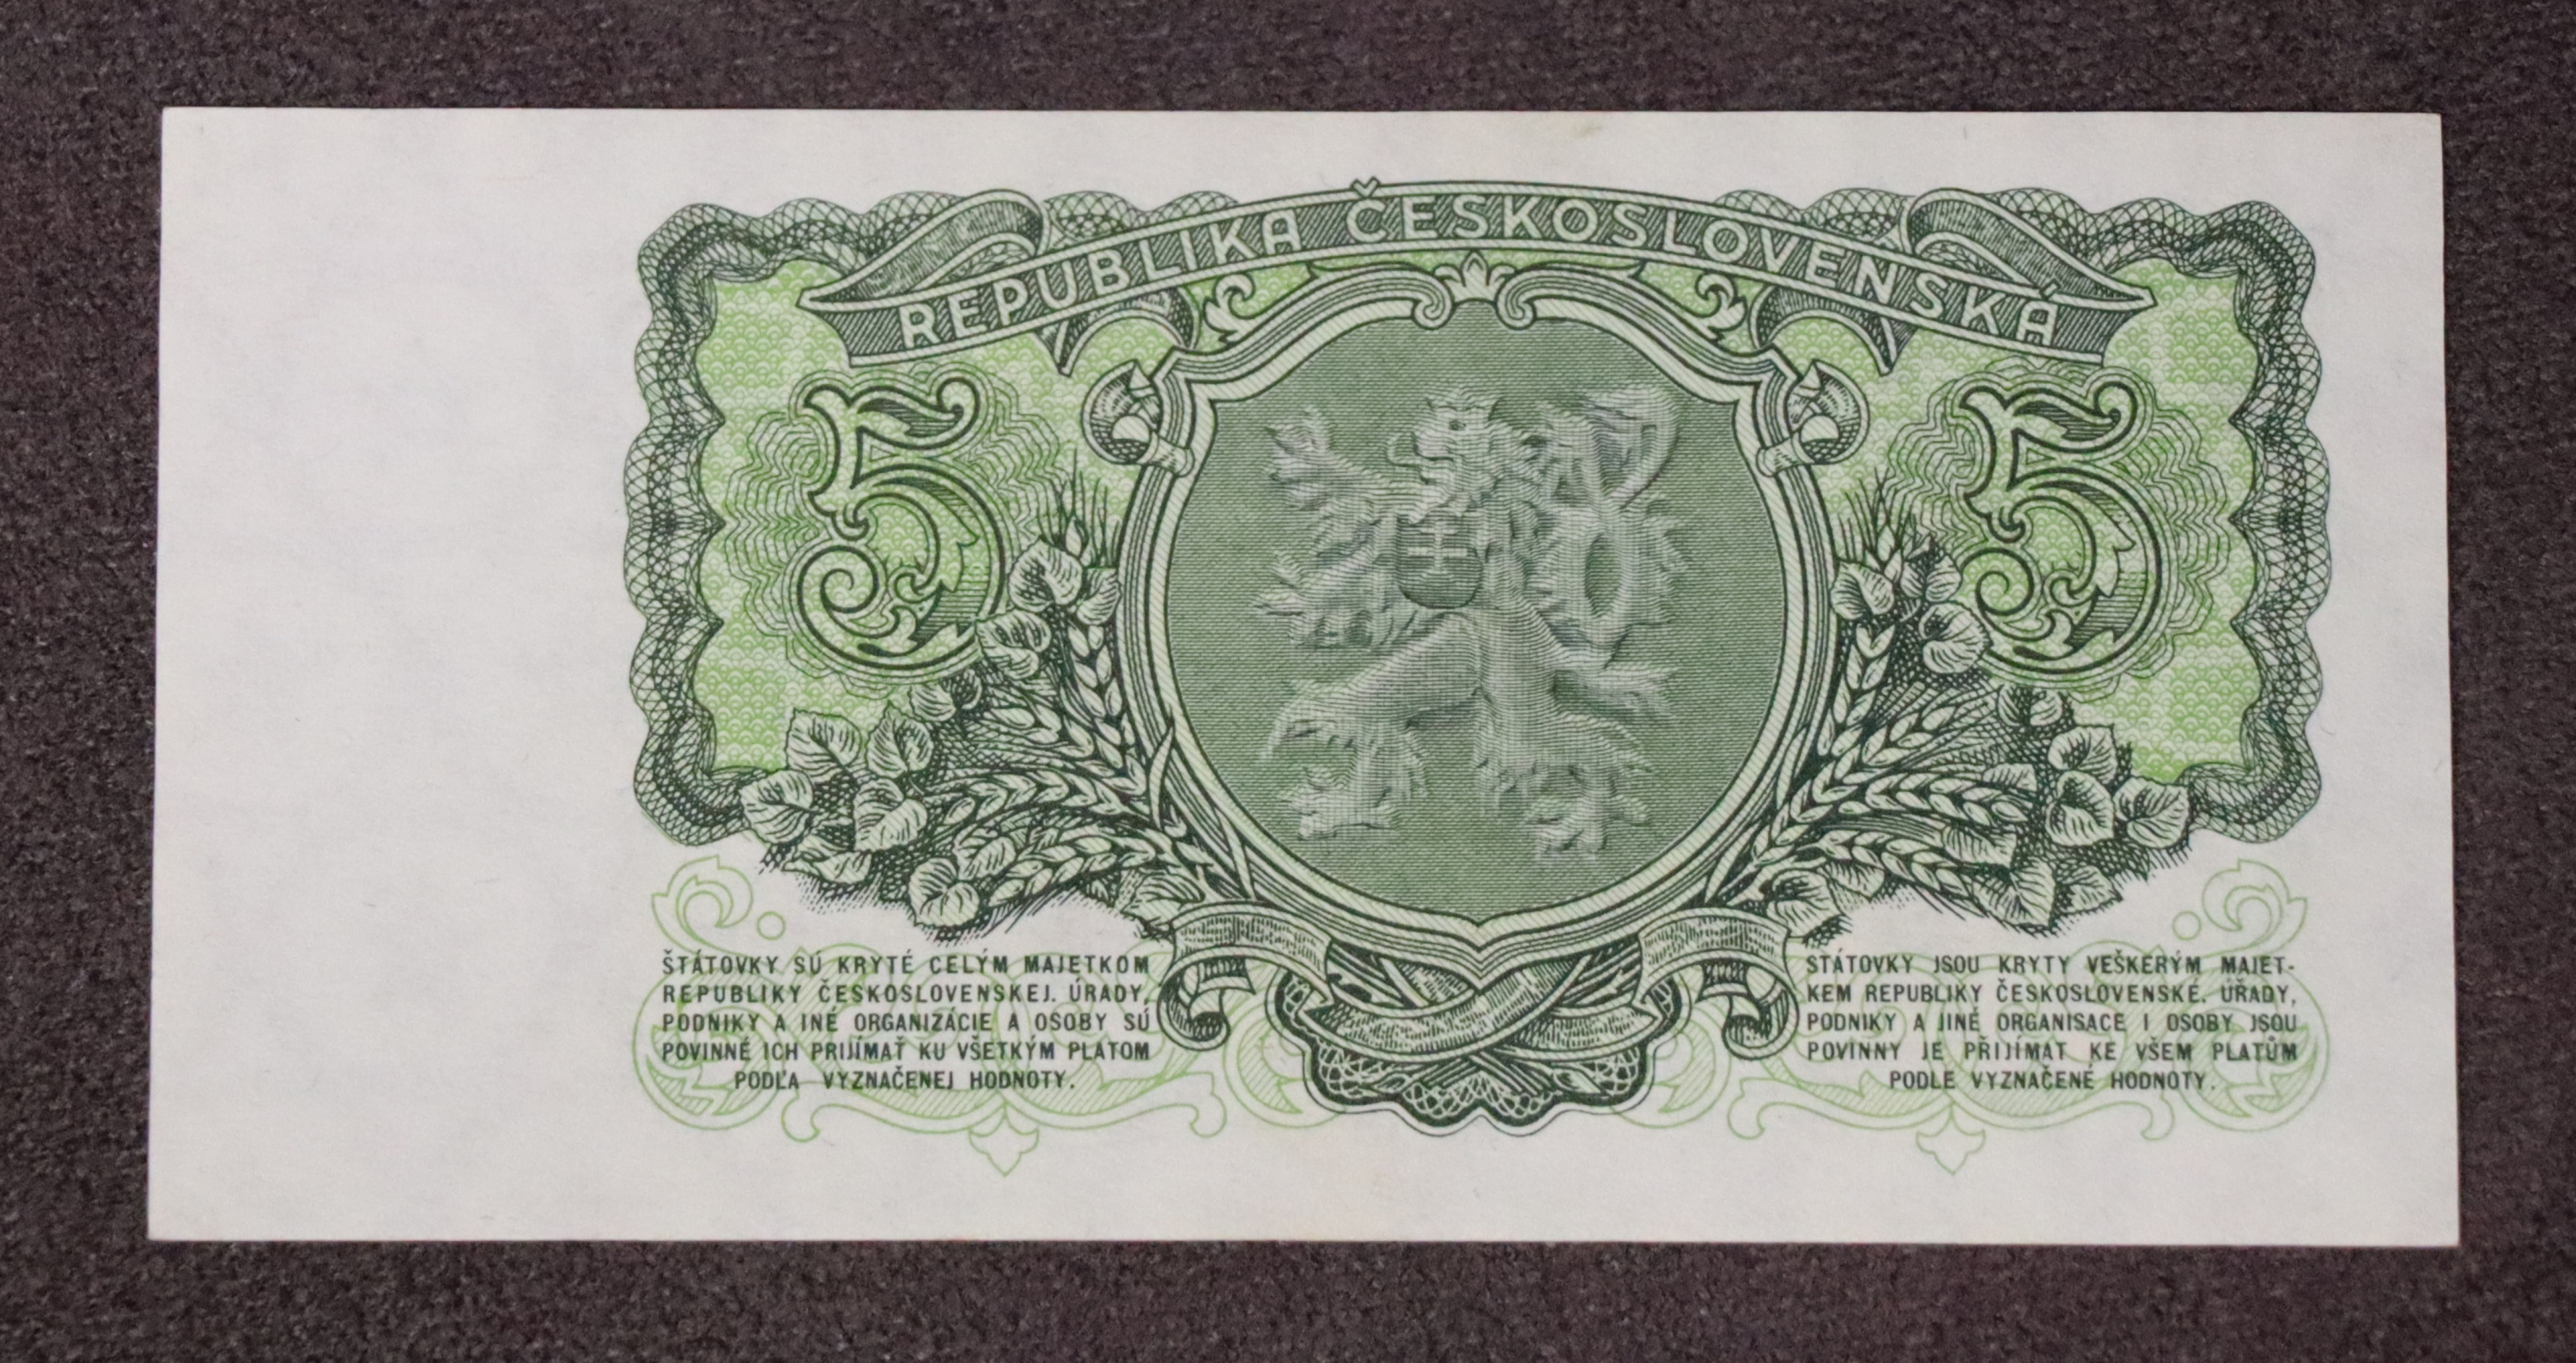 REPUBLIKA ČESKOSLOVENSKÁ
5
5
ŠTÁTOVKY SÚ KRYTÉ CELÝM MAJETKOM
REPUBLIKY ČESKOSLOVENSKEJ. ÚRADY,
PODNIKY A INÉ ORGANIZÁCIE A OSOBY SÚ
POVINNÉ ICH PRIJÍMAŤ KU VŠETKÝM PLATOM
PODĽA VYZNAČENEJ HODNOTY.
STÁTOVKY JSOU KRYTY VEŠKERÝM MAJET-
KEM REPUBLIKY ČESKOSLOVENSKÉ. ÚŘADY,
PODNIKY A JINÉ ORGANISACE I OSOBY JSOU
POVINNY JE PŘIJÍMAT KE VŠEM PLATŮM
PODLE VYZNAČENÉ HODNOTY.